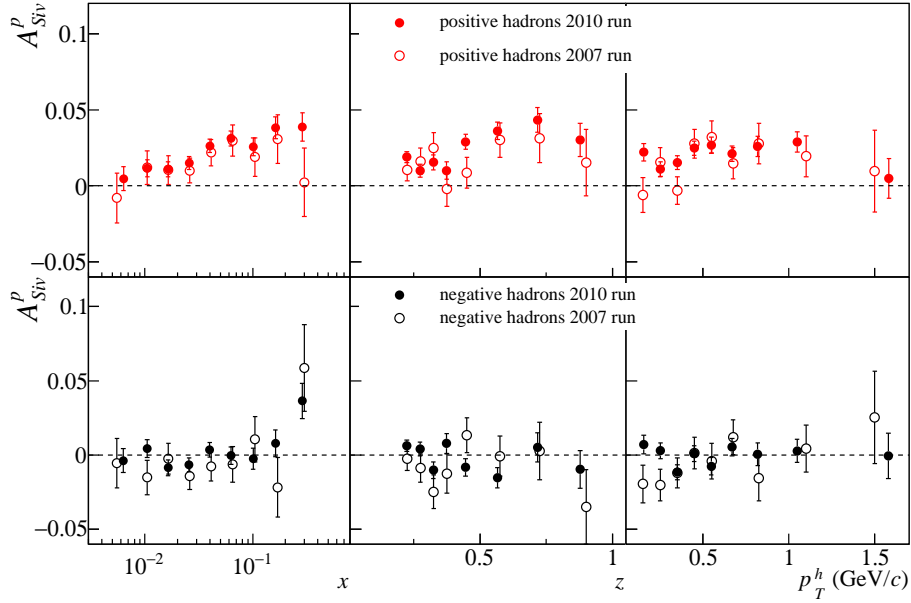 A^p_Siv
0.1
0.05
0
−0.05
positive hadrons 2010 run
positive hadrons 2007 run
A^p_Siv
0.1
0.05
0
−0.05
negative hadrons 2010 run
negative hadrons 2007 run
10^−2 10^−1 0.5 1 0.5 1 1.5
x z p^h_T (GeV/c)